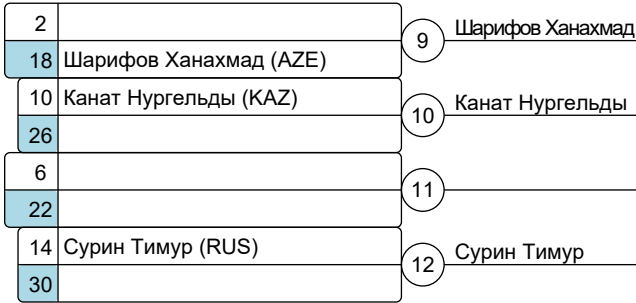 2
9 Шарифов Ханахмад
18 Шарифов Ханахмад (AZE)
10 Канат Нургельды (KAZ)
10 Канат Нургельды
26
6
11
22
14 Сурин Тимур (RUS)
12 Сурин Тимур
30